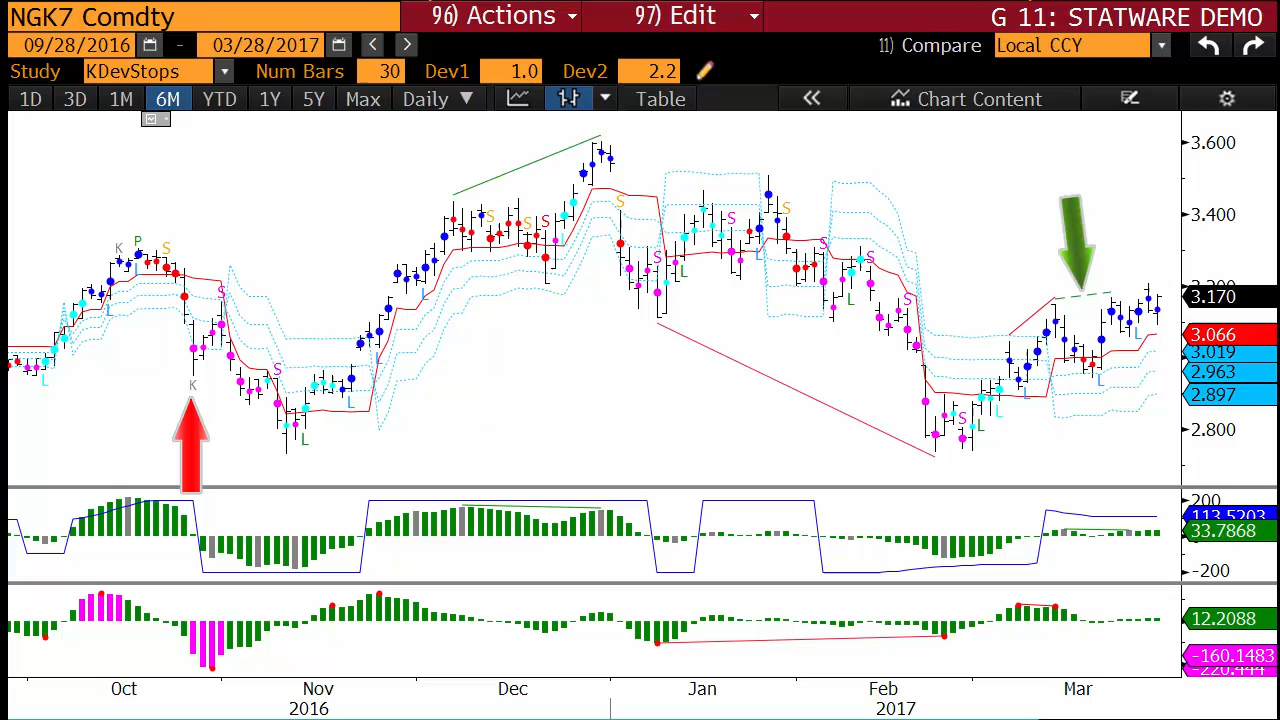 NGK7 Comdty 96) Actions 97) Edit G 11: STATWARE DEMO
09/28/2016 - 03/28/2017 < > 11) Compare Local CCY
Study KDevStops Num Bars 30 Dev1 1.0 Dev2 2.2
1D 3D 1M 6M YTD 1Y 5Y Max Daily Table Chart Content
3.600
S
S S S S
3.400
S S
K P S
L
L
S S S
L
3.200
3.170
L
S
L
S
L
L
3.066
3.019
2.963
2.897
L
K
S
L
L
L
L
L
S
L
L
2.800
200
113.5203
33.7868
-200
12.2088
-160.1483
-220.444
Oct Nov Dec Jan Feb Mar
2016 2017